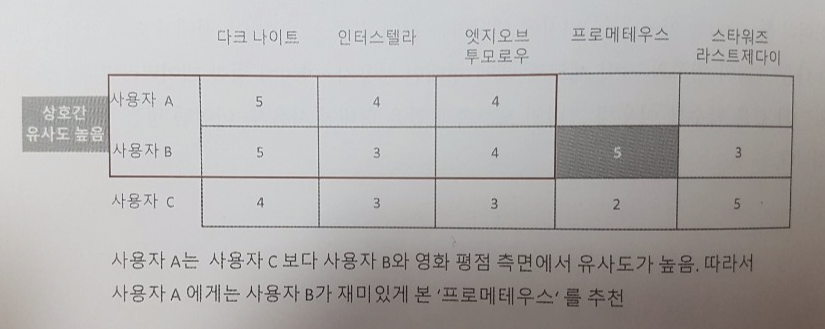 다크 나이트 인터스텔라 엣지오브 투모로우 프로메테우스 스타워즈 라스트제다이
상호간 유사도 높음
사용자 A 5 4 4
사용자 B 5 3 4 5 3
사용자 C 4 3 3 2 5
사용자 A는 사용자 C 보다 사용자 B와 영화 평점 측면에서 유사도가 높음. 따라서
사용자 A 에게는 사용자 B가 재미있게 본 ‘프로메테우스‘ 를 추천